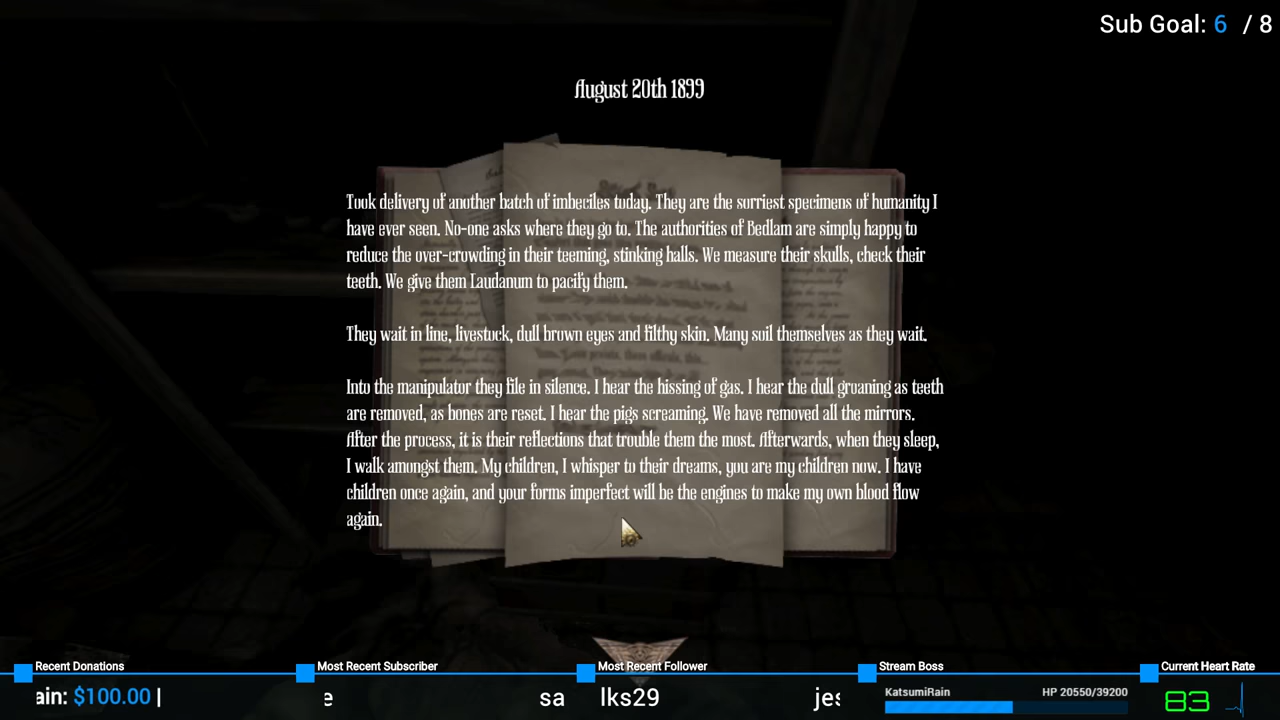 Sub Goal: 6 / 8
August 20th 1899
Took delivery of another batch of imbeciles today. They are the sorriest specimens of humanity I
have ever seen. No-one asks where they go to. The authorities of Bedlam are simply happy to
reduce the over-crowding in their teeming, stinking halls. We measure their skulls, check their
teeth. We give them Laudanum to pacify them.
They wait in line, livestock, dull brown eyes and filthy skin. Many soil themselves as they wait.
Into the manipulator they file in silence. I hear the hissing of gas. I hear the dull groaning as teeth
are removed, as bones are reset. I hear the pigs screaming. We have removed all the mirrors.
After the process, it is their reflections that trouble them the most. Afterwards, when they sleep,
I walk amongst them. My children, I whisper to their dreams, you are my children now. I have
children once again, and your forms imperfect will be the engines to make my own blood flow
again.
Recent Donations
Most Recent Subscriber
Most Recent Follower
Stream Boss
Current Heart Rate
ain: $100.00 |
e
sa
lks29
jes
KatsumiRain
HP 20550/39200
83